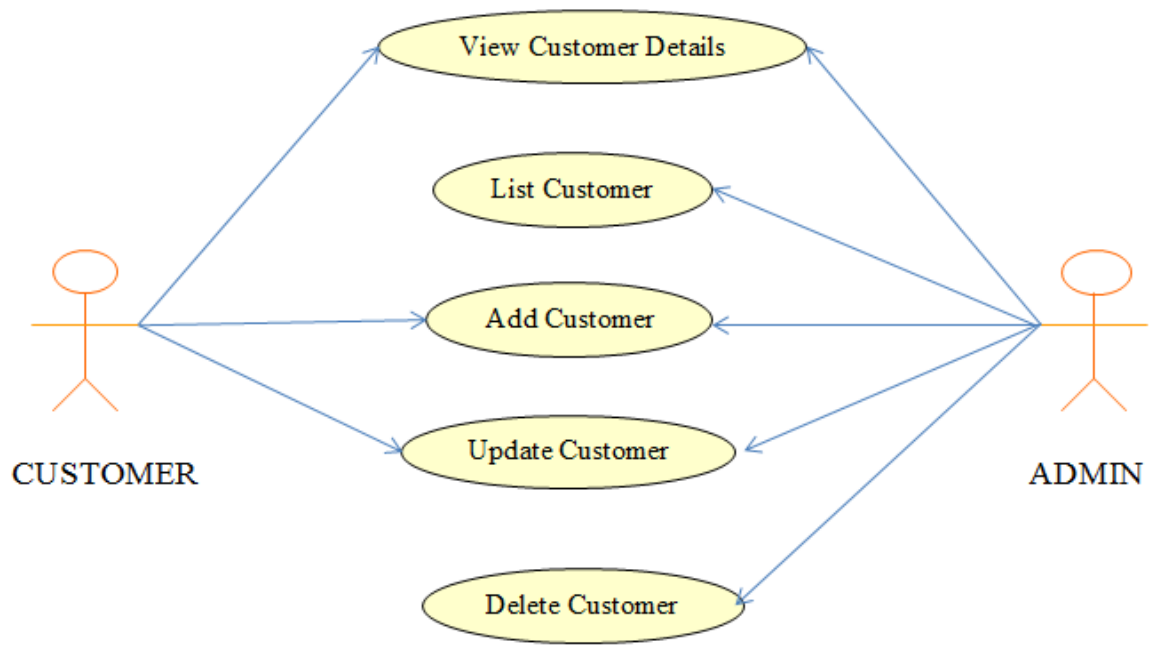 View Customer Details
List Customer
Add Customer
Update Customer
CUSTOMER
ADMIN
Delete Customer